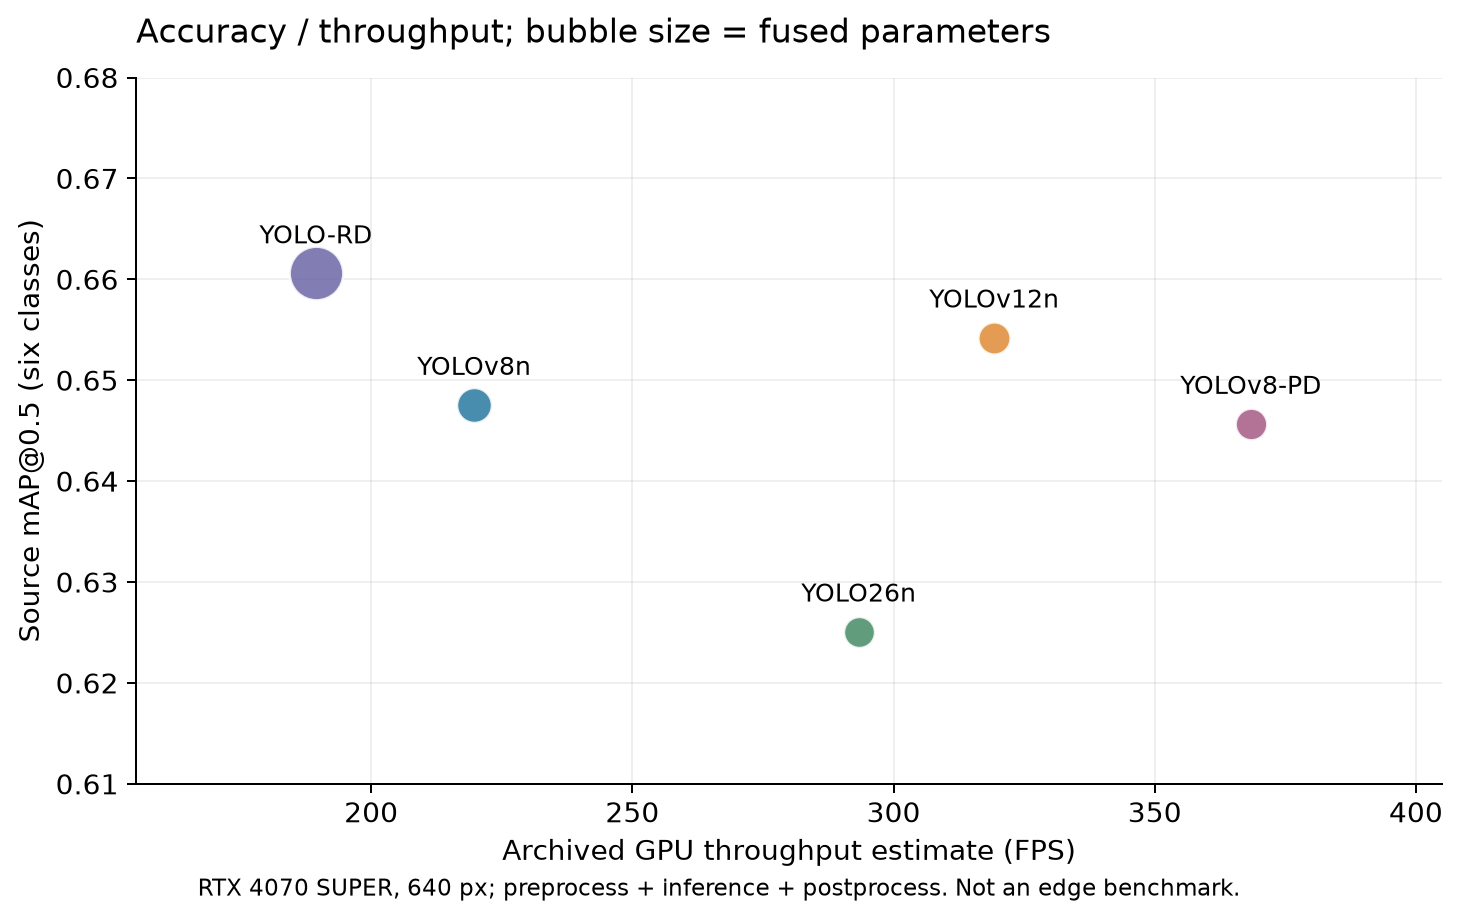 Accuracy / throughput; bubble size = fused parameters
Source mAP@0.5 (six classes)
0.68
0.67
0.66
0.65
0.64
0.63
0.62
0.61
YOLO-RD
YOLOv12n
YOLOv8n
YOLOv8-PD
YOLO26n
200 250 300 350 400
Archived GPU throughput estimate (FPS)
RTX 4070 SUPER, 640 px; preprocess + inference + postprocess. Not an edge benchmark.